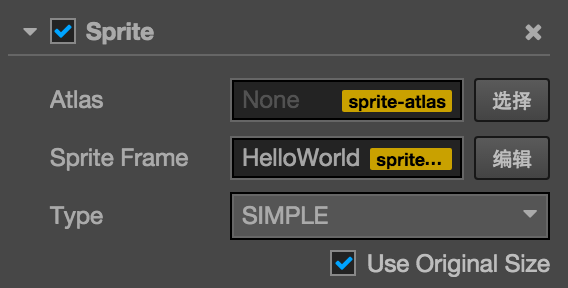 Sprite
Atlas None sprite-atlas 选择
Sprite Frame HelloWorld sprite... 编辑
Type SIMPLE
Use Original Size